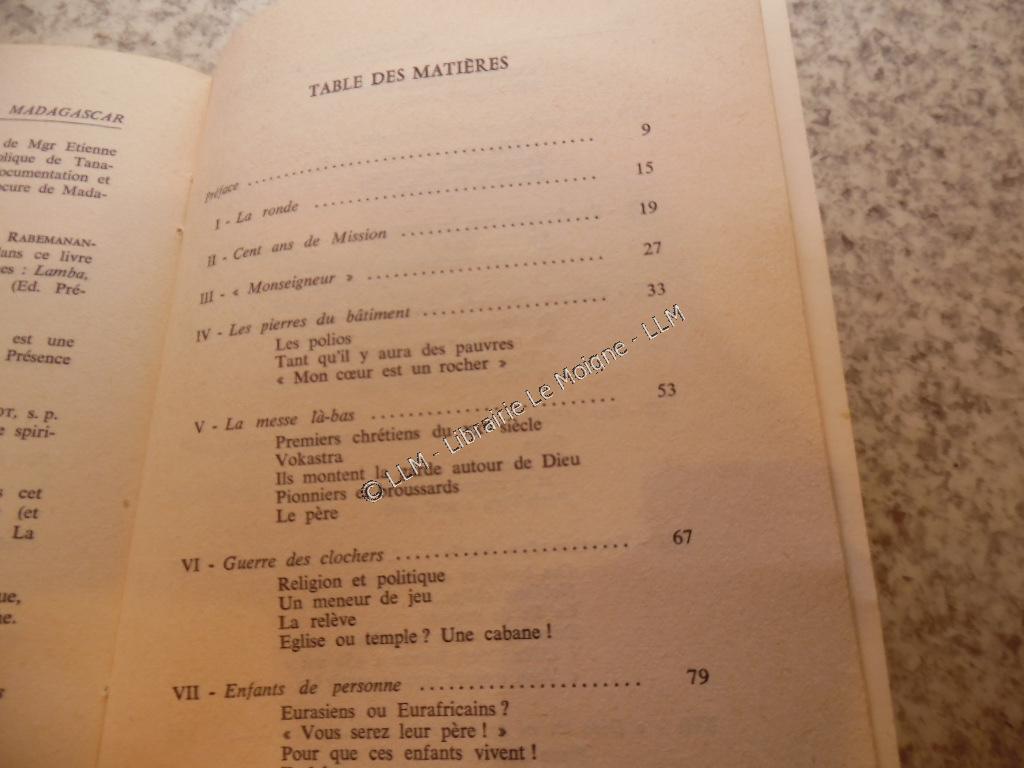 MADAGASCAR
de Mgr Etienne
olique de Tana-
ocumentation et
ocure de Mada-
RABEMANAN-
dans ce livre
es : Lamba,
(Ed. Pré-
est une
Présence
OT, s. p.
e spiri-
s cet
(et
La
ue,
ne.
s
TABLE DES MATIÈRES
Préface .......... 9
I - La ronde .......... 15
II - Cent ans de Mission .......... 19
III - « Monseigneur » .......... 27
IV - Les pierres du bâtiment .......... 33
Les polios
Tant qu'il y aura des pauvres
« Mon cœur est un rocher »
V - La messe là-bas .......... 53
Premiers chrétiens du siècle
Vokastra
Ils montent la garde autour de Dieu
Pionniers broussards
Le père
VI - Guerre des clochers .......... 67
Religion et politique
Un meneur de jeu
La relève
Eglise ou temple ? Une cabane !
VII - Enfants de personne .......... 79
Eurasiens ou Eurafricains ?
« Vous serez leur père ! »
Pour que ces enfants vivent !
© LLM - Librairie Le Moigne - LLM